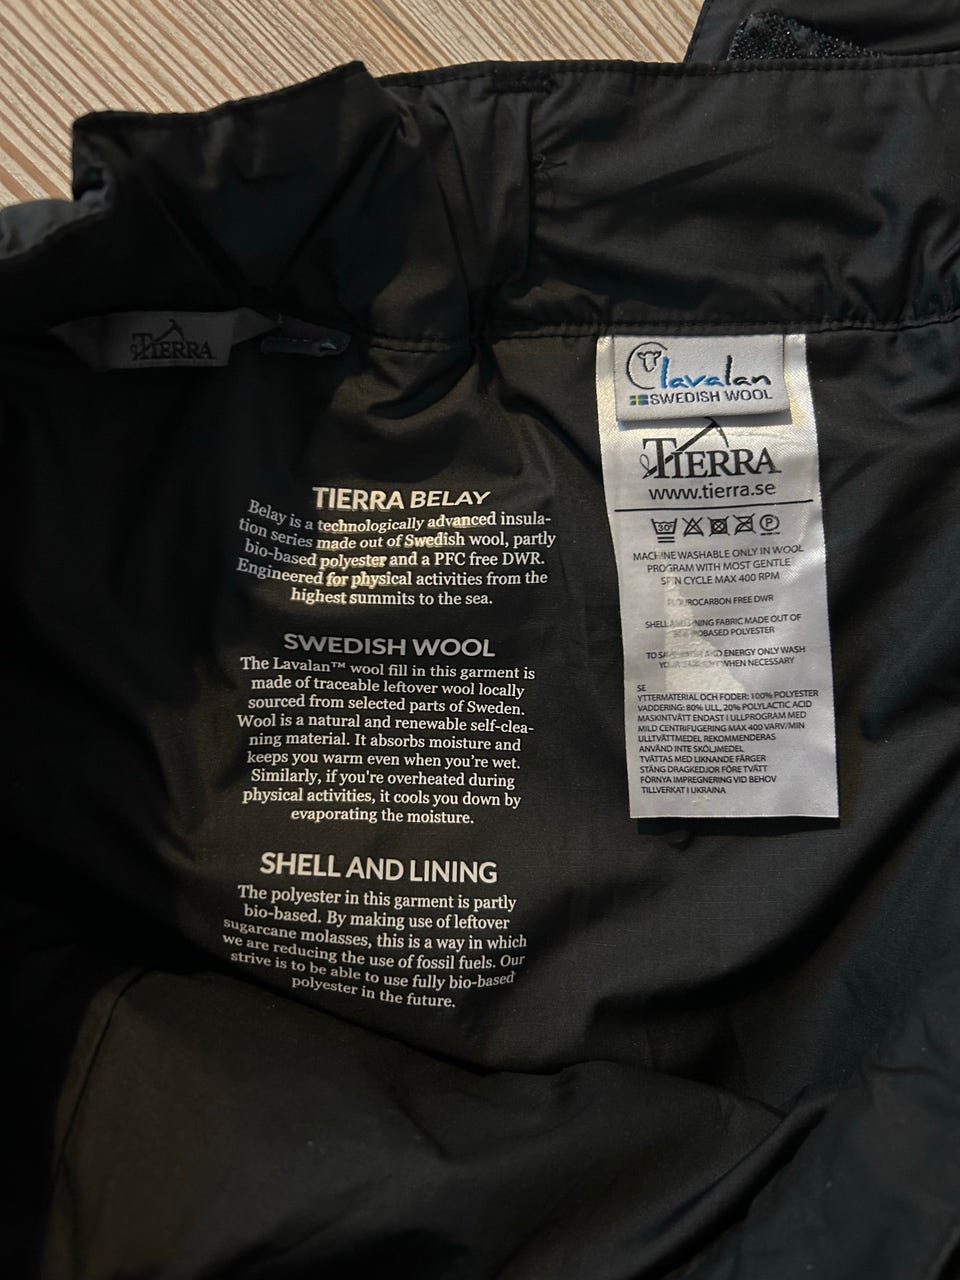 TIERRA
TIERRA BELAY
Belay is a technologically advanced insula-
tion series made out of Swedish wool, partly
bio-based polyester and a PFC free DWR.
Engineered for physical activities from the
highest summits to the sea.
SWEDISH WOOL
The Lavalan™ wool fill in this garment is
made of traceable leftover wool locally
sourced from selected parts of Sweden.
Wool is a natural and renewable self-clea-
ning material. It absorbs moisture and
keeps you warm even when you're wet.
Similarly, if you're overheated during
physical activities, it cools you down by
evaporating the moisture.
SHELL AND LINING
The polyester in this garment is partly
bio-based. By making use of leftover
sugarcane molasses, this is a way in which
we are reducing the use of fossil fuels. Our
strive is to be able to use fully bio-based
polyester in the future.
lavalan
SWEDISH WOOL
TIERRA
www.tierra.se
30° P
MACHINE WASHABLE ONLY IN WOOL
PROGRAM WITH MOST GENTLE
SPIN CYCLE MAX 400 RPM
FREE DWR
SHELL FABRIC MADE OUT OF
POLYESTER
TO AND ENERGY ONLY WASH
WHEN NECESSARY
SE
YTTERMATERIAL OCH FODER: 100% POLYESTER
VADDERING: 80% ULL, 20% POLYLACTIC ACID
MASKINTVÄTT ENDAST I ULLPROGRAM MED
MILD CENTRIFUGERING MAX 400 VARV/MIN
ULLTVÄTTMEDEL REKOMMENDERAS
ANVÄND INTE SKÖLJMEDEL
TVÄTTAS MED LIKNANDE FÄRGER
STÄNG DRAGKEDJOR FÖRE TVÄTT
FÖRNYA IMPREGNERING VID BEHOV
TILLVERKAT I UKRAINA